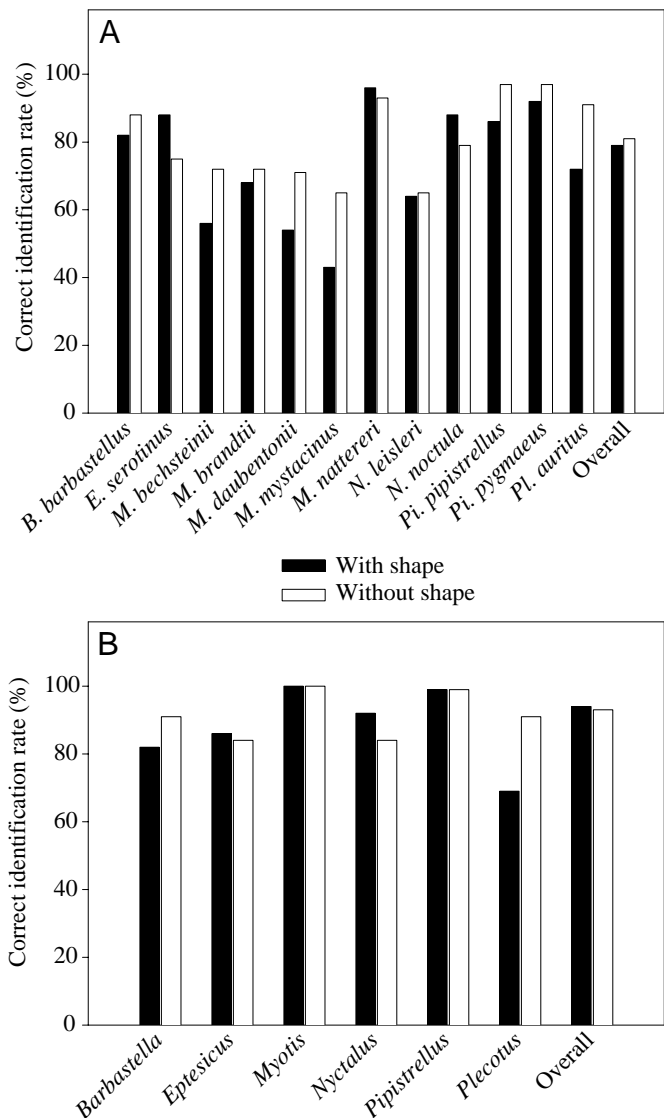 A
Correct identification rate (%)
100
80
60
40
20
0
B. barbastellus
E. serotinus
M. bechsteinii
M. brandtii
M. daubentonii
M. mystacinus
M. nattereri
N. leisleri
N. noctula
Pi. pipistrellus
Pi. pygmaeus
Pl. auritus
Overall
With shape
Without shape
B
Correct identification rate (%)
100
80
60
40
20
0
Barbastella
Eptesicus
Myotis
Nyctalus
Pipistrellus
Plecotus
Overall